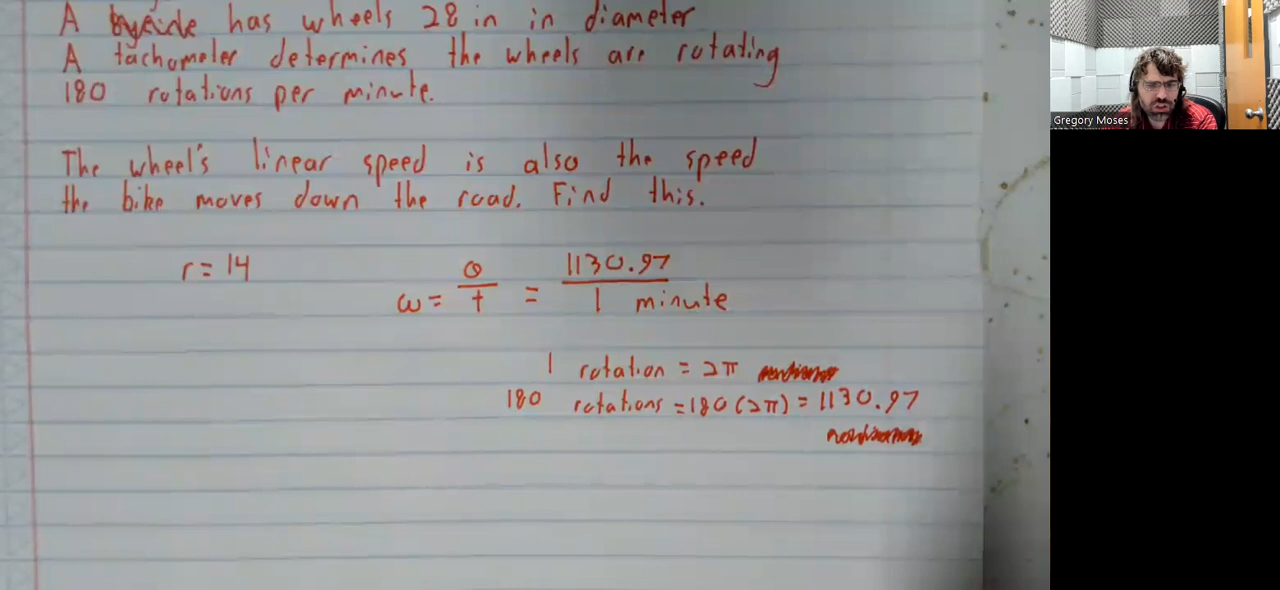 A bycicle has wheels 28 in in diameter
A tachometer determines the wheels are rotating
180 rotations per minute.
The wheel's linear speed is also the speed
the bike moves down the road. Find this.
r = 14
ω = θ/t = 1130.97/1 minute
1 rotation = 2π
180 rotations = 180(2π) = 1130.97
Gregory Moses